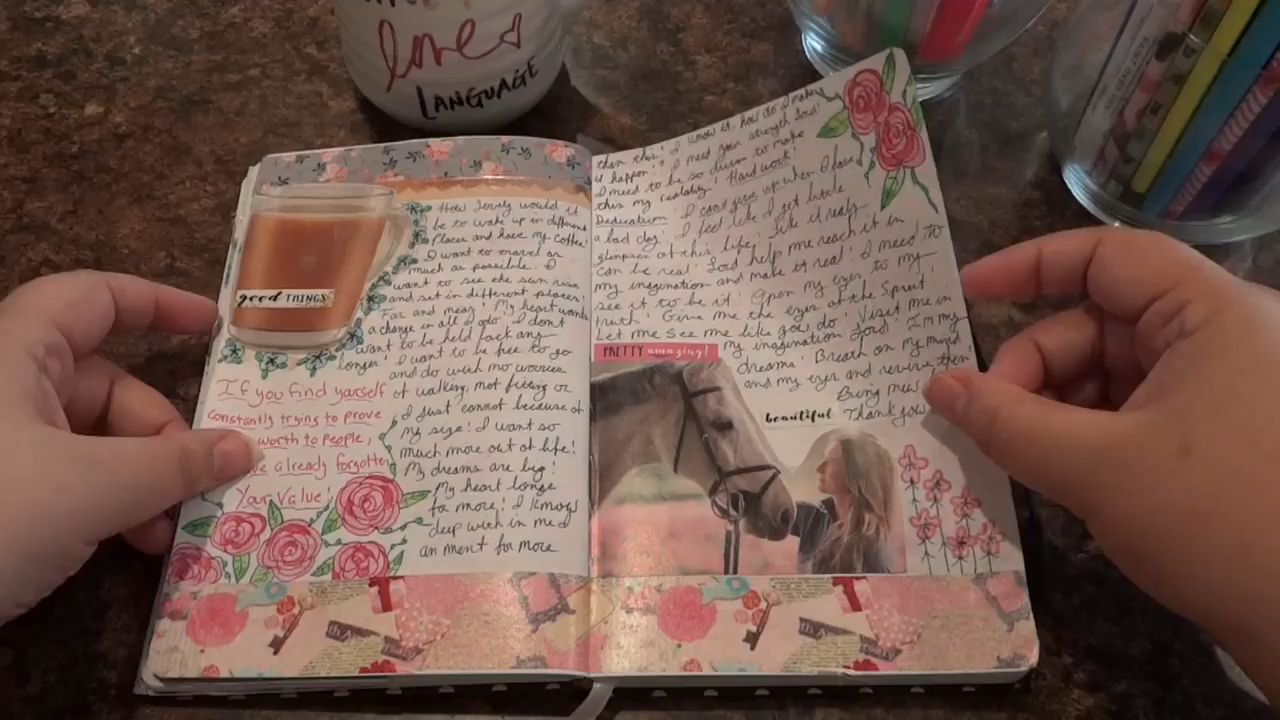 love
LANGUAGE
than this! I know it, how do I make
it happen? I need your strength Lord!
I need to be so driven to make
this my reality! Hard work!
Dedication! I can't give up when I have
a bad day! I feel like I get little
glimpses of this life, like it really
can be real! Lord help me reach it in
my imagination and make it real! I need to
see it to be it! Open my eyes to my
truth! Give me the eyes of the Spirit
Let me see me like you do! Visit me in
my imagination Lord! I'm my
dreams! Breath on my mind
and my eyes and revive them!
Bring new
Thank you
PRETTY amazing!
beautiful
How lovely would it
be to wake up in different
places and have my coffee!
I want to travel as
much as possible. I
want to see the sun rise
and set in different places!
Far and near! My heart wants
a change in all I do. I don't
want to be held back any
longer. I want to be free to go
and do with no worries
of walking, not fitting or
I just cannot because of
my size! I want so
much more out of life!
My dreams are big!
My heart longs
for more! I know
deep with in me I
am ment for more
good THINGS
If you find yarself
constantly trying to prove
worth to people,
already forgotten
Your Value!